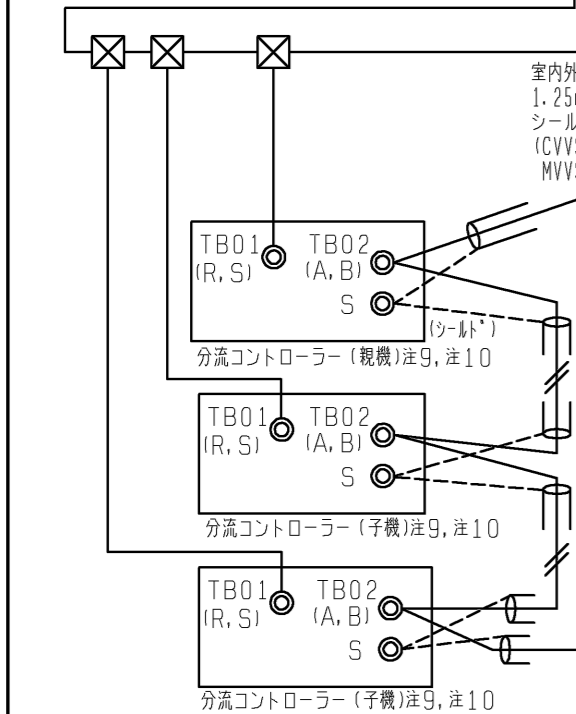 室内外
1.25
シール
(CVVS
MVVS
TB01 TB02
(R,S) (A,B)
S
(シールド)
分流コントローラー(親機)注9,注10
TB01 TB02
(R,S) (A,B)
S
分流コントローラー(子機)注9,注10
TB01 TB02
(R,S) (A,B)
S
分流コントローラー(子機)注9,注10